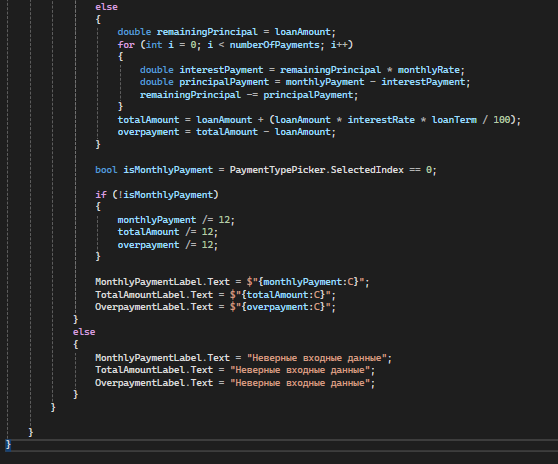 else
{
double remainingPrincipal = loanAmount;
for (int i = 0; i < numberOfPayments; i++)
{
double interestPayment = remainingPrincipal * monthlyRate;
double principalPayment = monthlyPayment - interestPayment;
remainingPrincipal -= principalPayment;
}
totalAmount = loanAmount + (loanAmount * interestRate * loanTerm / 100);
overpayment = totalAmount - loanAmount;
}
bool isMonthlyPayment = PaymentTypePicker.SelectedIndex == 0;
if (!isMonthlyPayment)
{
monthlyPayment /= 12;
totalAmount /= 12;
overpayment /= 12;
}
MonthlyPaymentLabel.Text = $"{monthlyPayment:C}";
TotalAmountLabel.Text = $"{totalAmount:C}";
OverpaymentLabel.Text = $"{overpayment:C}";
}
else
{
MonthlyPaymentLabel.Text = "Неверные входные данные";
TotalAmountLabel.Text = "Неверные входные данные";
OverpaymentLabel.Text = "Неверные входные данные";
}
}
}
}